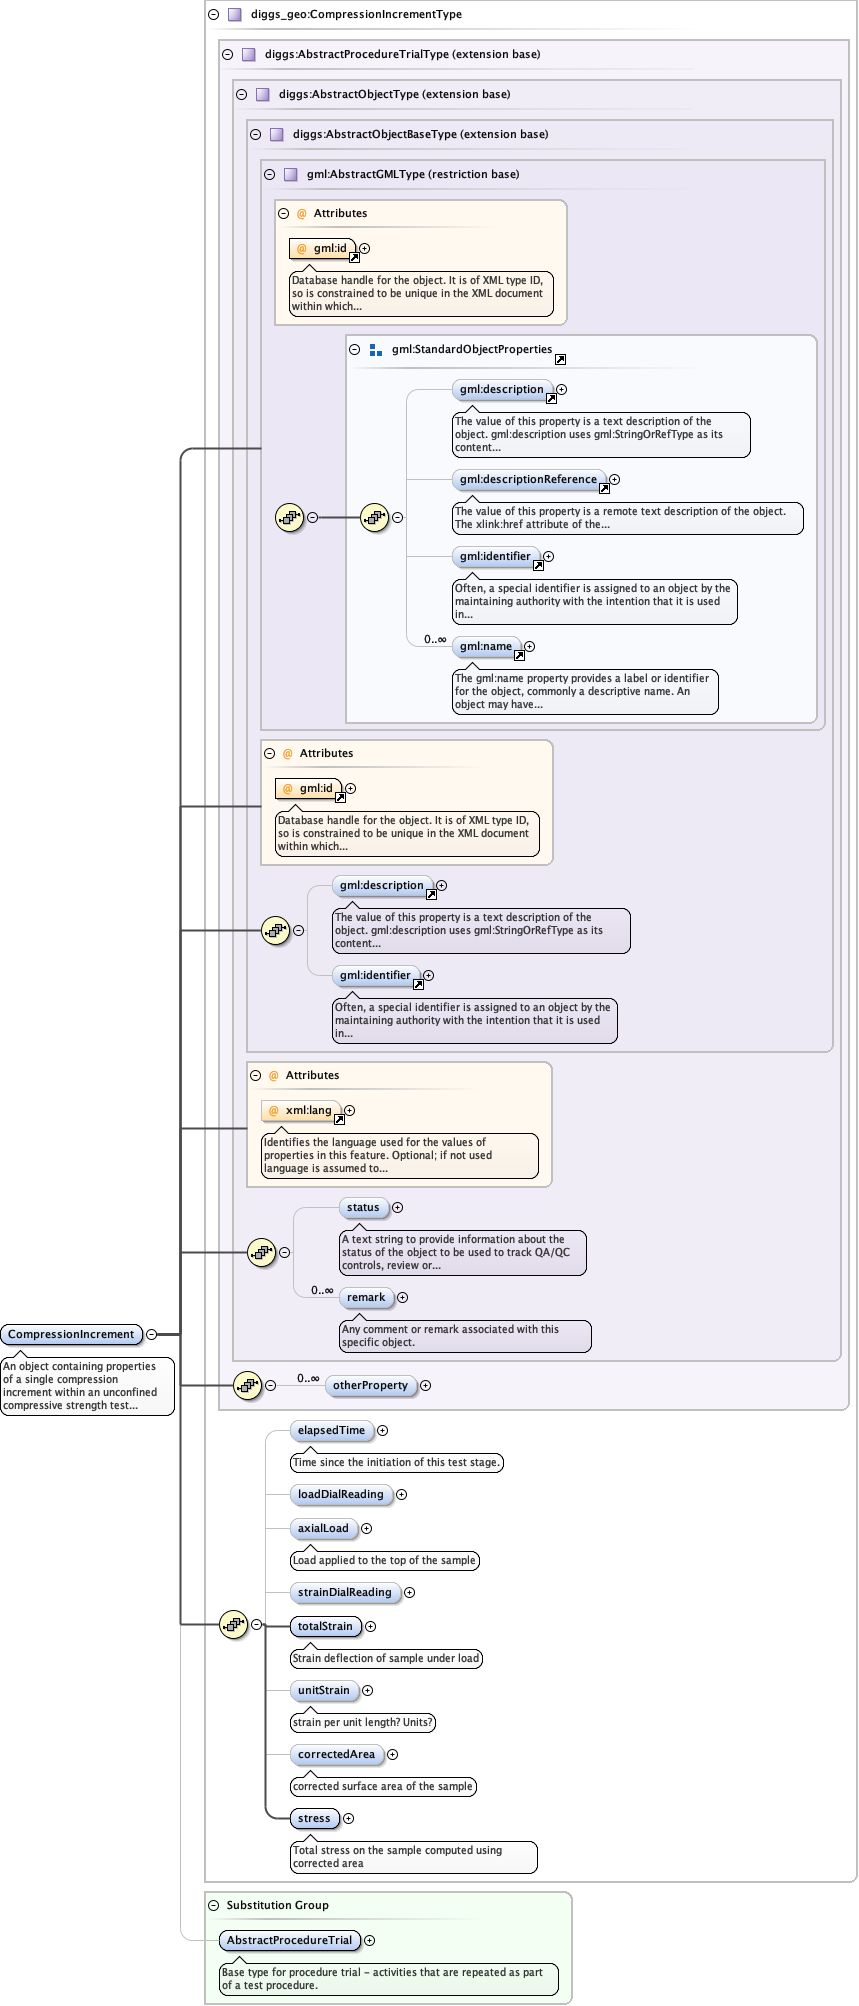 diggs_geo:CompressionIncrementType
diggs:AbstractProcedureTrialType (extension base)
diggs:AbstractObjectType (extension base)
diggs:AbstractObjectBaseType (extension base)
gml:AbstractGMLType (restriction base)
@ Attributes
@ gml:id
Database handle for the object. It is of XML type ID,
so is constrained to be unique in the XML document
within which...
gml:StandardObjectProperties
gml:description
The value of this property is a text description of the
object. gml:description uses gml:StringOrRefType as its
content...
gml:descriptionReference
The value of this property is a remote text description of the object.
The xlink:href attribute of the...
gml:identifier
Often, a special identifier is assigned to an object by the
maintaining authority with the intention that it is used
in...
0..∞
gml:name
The gml:name property provides a label or identifier
for the object, commonly a descriptive name. An
object may have...
@ Attributes
@ gml:id
Database handle for the object. It is of XML type ID,
so is constrained to be unique in the XML document
within which...
gml:description
The value of this property is a text description of the
object. gml:description uses gml:StringOrRefType as its
content...
gml:identifier
Often, a special identifier is assigned to an object by the
maintaining authority with the intention that it is used
in...
@ Attributes
@ xml:lang
Identifies the language used for the values of
properties in this feature. Optional; if not used
language is assumed to...
status
A text string to provide information about the
status of the object to be used to track QA/QC
controls, review or...
0..∞
remark
Any comment or remark associated with this
specific object.
CompressionIncrement
An object containing properties
of a single compression
increment within an unconfined
compressive strength test...
0..∞
otherProperty
elapsedTime
Time since the initiation of this test stage.
loadDialReading
axialLoad
Load applied to the top of the sample
strainDialReading
totalStrain
Strain deflection of sample under load
unitStrain
strain per unit length? Units?
correctedArea
corrected surface area of the sample
stress
Total stress on the sample computed using
corrected area
Substitution Group
AbstractProcedureTrial
Base type for procedure trial – activities that are repeated as part
of a test procedure.